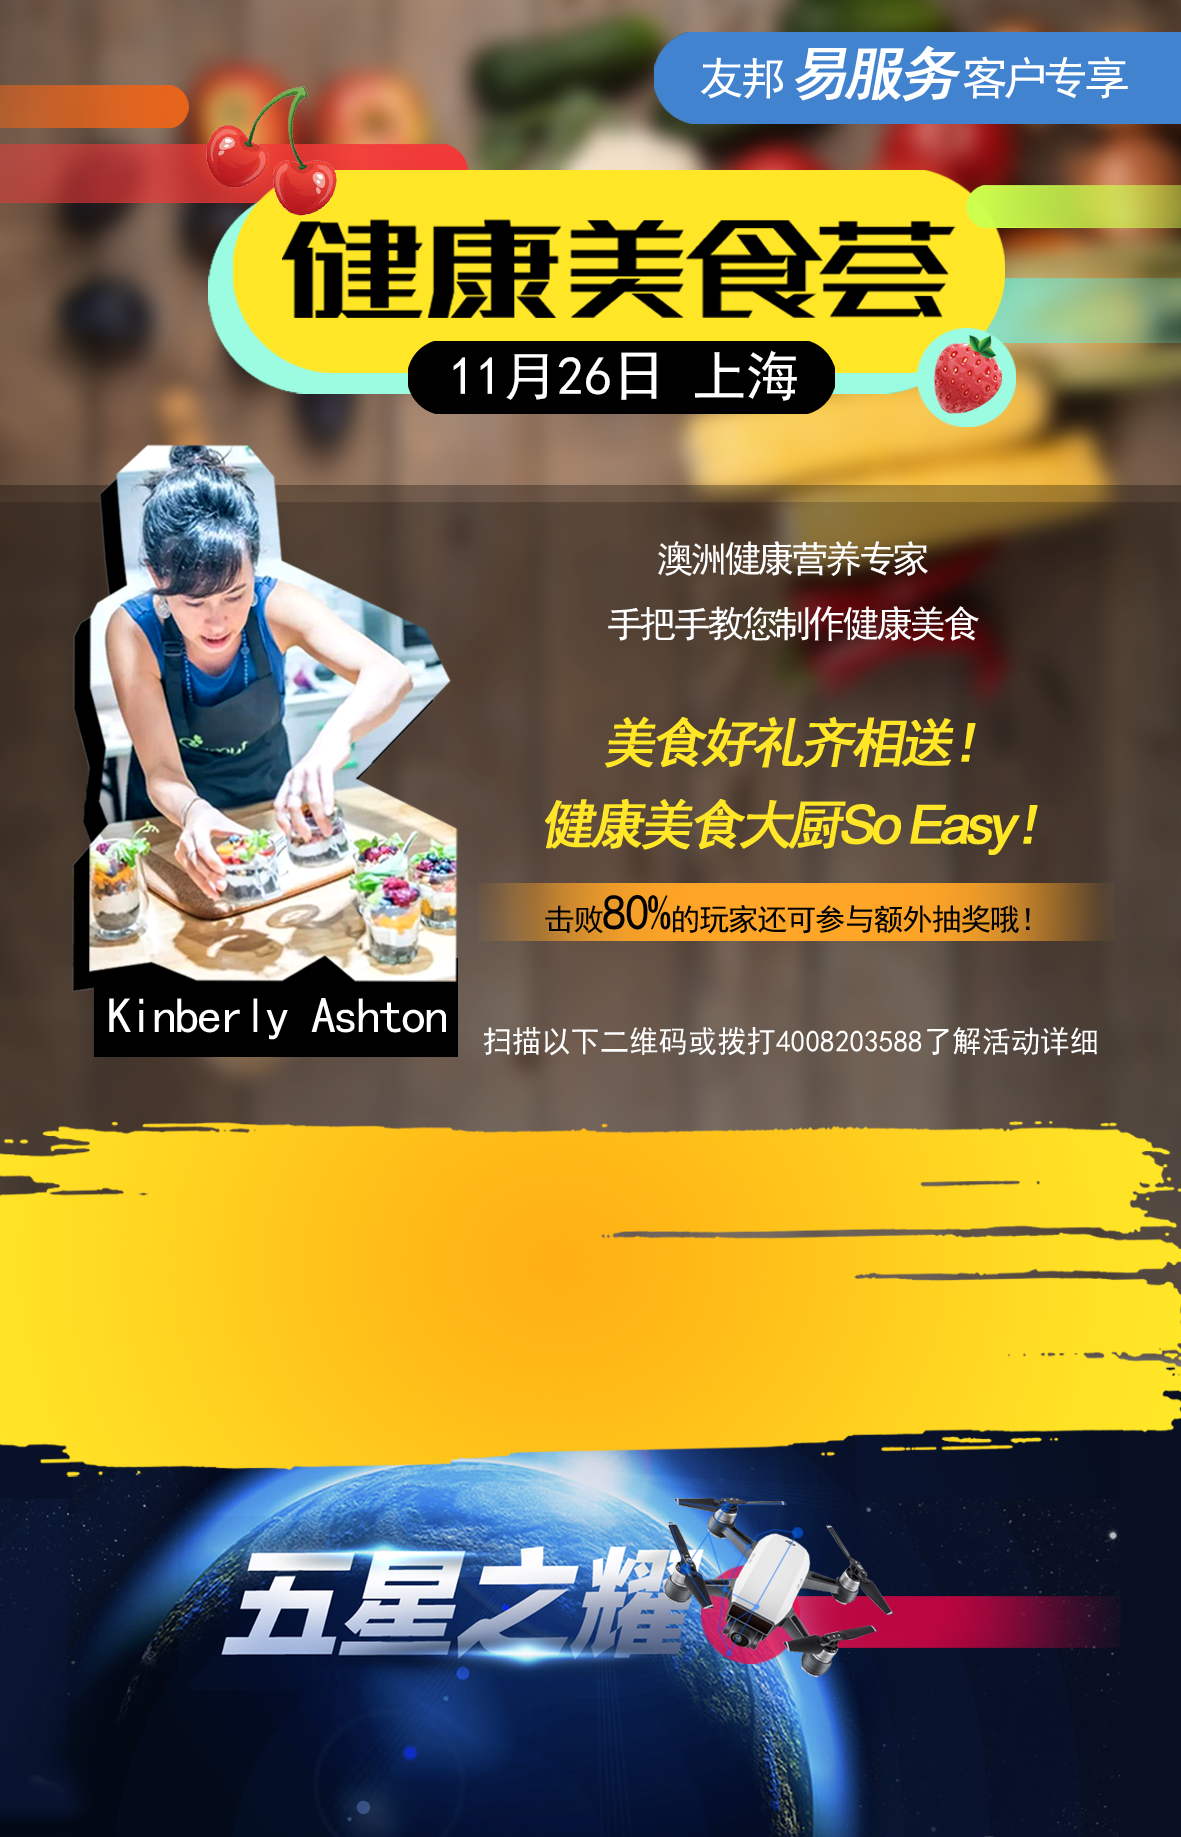 友邦 易服务 客户专享
健康美食荟
11月26日 上海
澳洲健康营养专家
手把手教您制作健康美食
美食好礼齐相送！
健康美食大厨So Easy！
击败80%的玩家还可参与额外抽奖哦！
Kinberly Ashton
扫描以下二维码或拨打4008203588了解活动详细
五星之耀